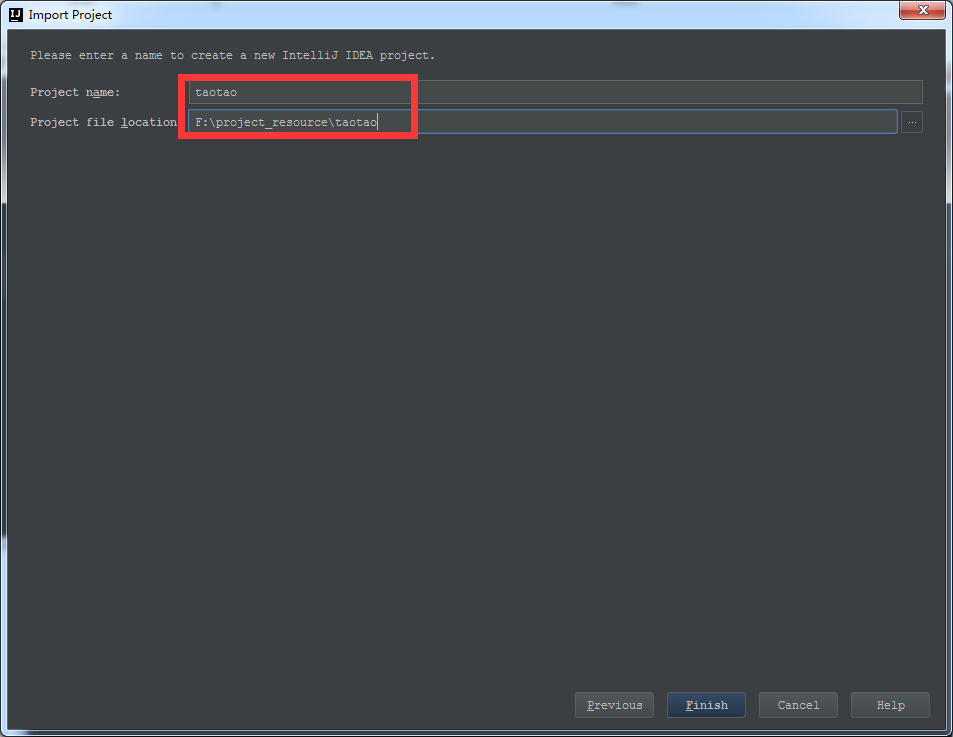 IJ Import Project
Please enter a name to create a new IntelliJ IDEA project.
Project name: taotao
Project file location F:\project_resource\taotao ...
Previous Finish Cancel Help